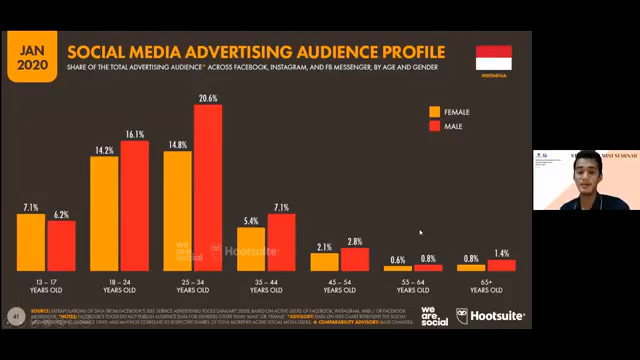 JAN
2020
SOCIAL MEDIA ADVERTISING AUDIENCE PROFILE
SHARE OF THE TOTAL ADVERTISING AUDIENCE* ACROSS FACEBOOK, INSTAGRAM, AND FB MESSENGER, BY AGE AND GENDER
INDONESIA
FEMALE
MALE
7.1% 6.2% 14.2% 16.1% 14.8% 20.6% 5.4% 7.1% 2.1% 2.8% 0.6% 0.8% 0.8% 1.4%
we are social Hootsuite
13 – 17 YEARS OLD
18 – 24 YEARS OLD
25 – 34 YEARS OLD
35 – 44 YEARS OLD
45 – 54 YEARS OLD
55 – 64 YEARS OLD
65+ YEARS OLD
41
we are social
Hootsuite